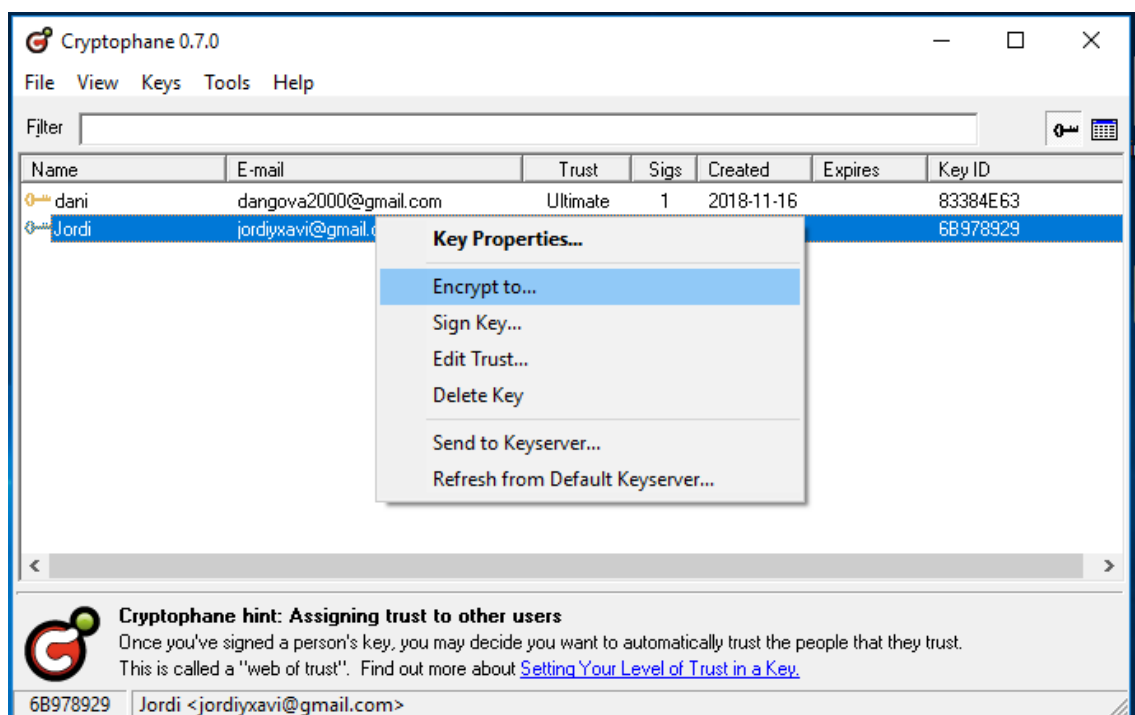 Cryptophane 0.7.0
File View Keys Tools Help
Filter
Name E-mail Trust Sigs Created Expires Key ID
dani dangova2000@gmail.com Ultimate 1 2018-11-16 83384E63
Jordi jordiyxavi@gmail. 6B978929
Key Properties...
Encrypt to...
Sign Key...
Edit Trust...
Delete Key
Send to Keyserver...
Refresh from Default Keyserver...
Cryptophane hint: Assigning trust to other users
Once you've signed a person's key, you may decide you want to automatically trust the people that they trust.
This is called a "web of trust". Find out more about Setting Your Level of Trust in a Key.
6B978929 Jordi <jordiyxavi@gmail.com>